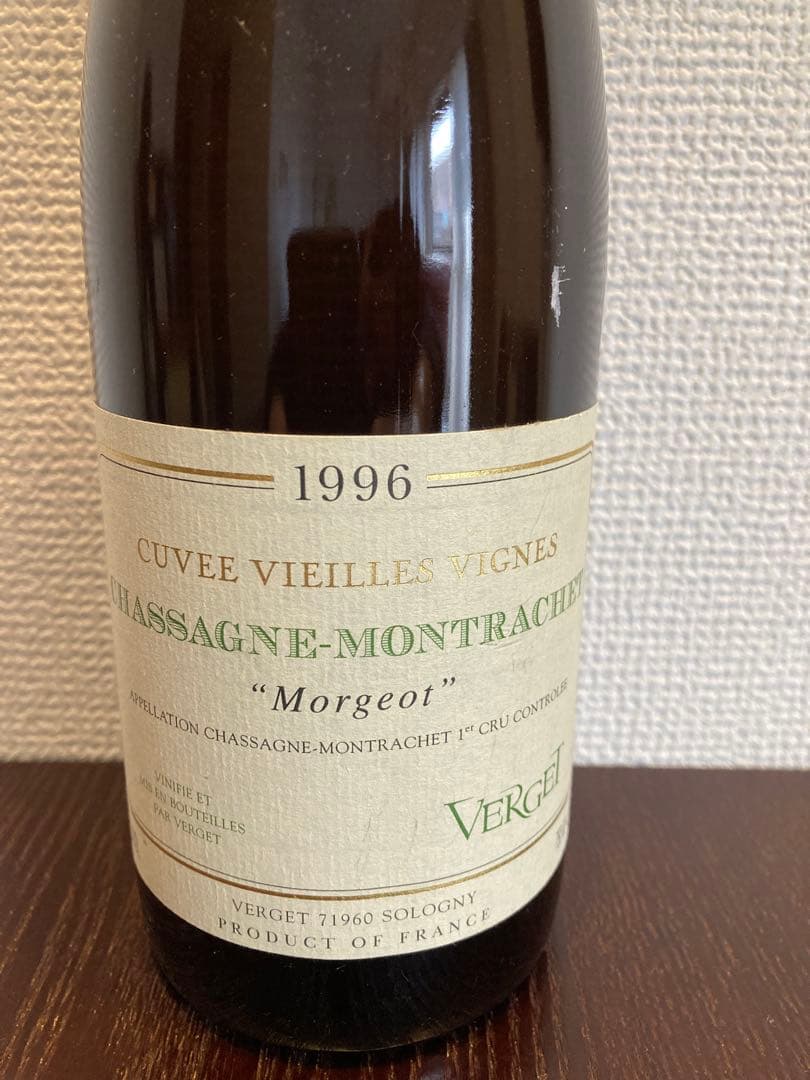 1996
CUVEE VIEILLES VIGNES
CHASSAGNE-MONTRACHET
"Morgeot"
APPELLATION CHASSAGNE-MONTRACHET 1er CRU CONTROLEE
VINIFIE ET
MIS EN BOUTEILLES
PAR VERGET
VERGET
VERGET 71960 SOLOGNY
PRODUCT OF FRANCE